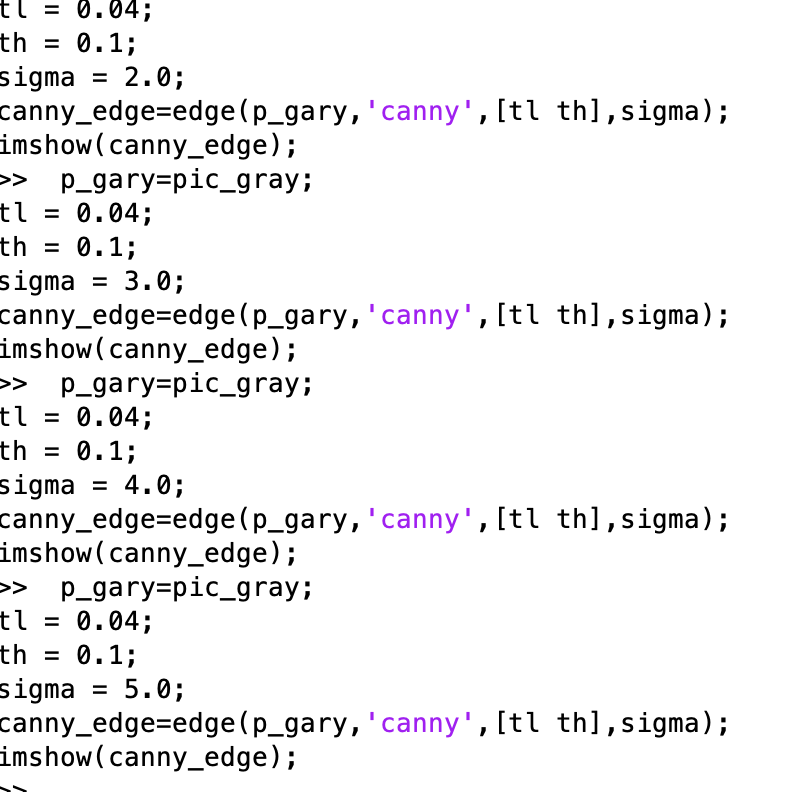 tl = 0.04;
th = 0.1;
sigma = 2.0;
canny_edge=edge(p_gary,'canny',[tl th],sigma);
imshow(canny_edge);
>>  p_gary=pic_gray;
tl = 0.04;
th = 0.1;
sigma = 3.0;
canny_edge=edge(p_gary,'canny',[tl th],sigma);
imshow(canny_edge);
>>  p_gary=pic_gray;
tl = 0.04;
th = 0.1;
sigma = 4.0;
canny_edge=edge(p_gary,'canny',[tl th],sigma);
imshow(canny_edge);
>>  p_gary=pic_gray;
tl = 0.04;
th = 0.1;
sigma = 5.0;
canny_edge=edge(p_gary,'canny',[tl th],sigma);
imshow(canny_edge);
>>